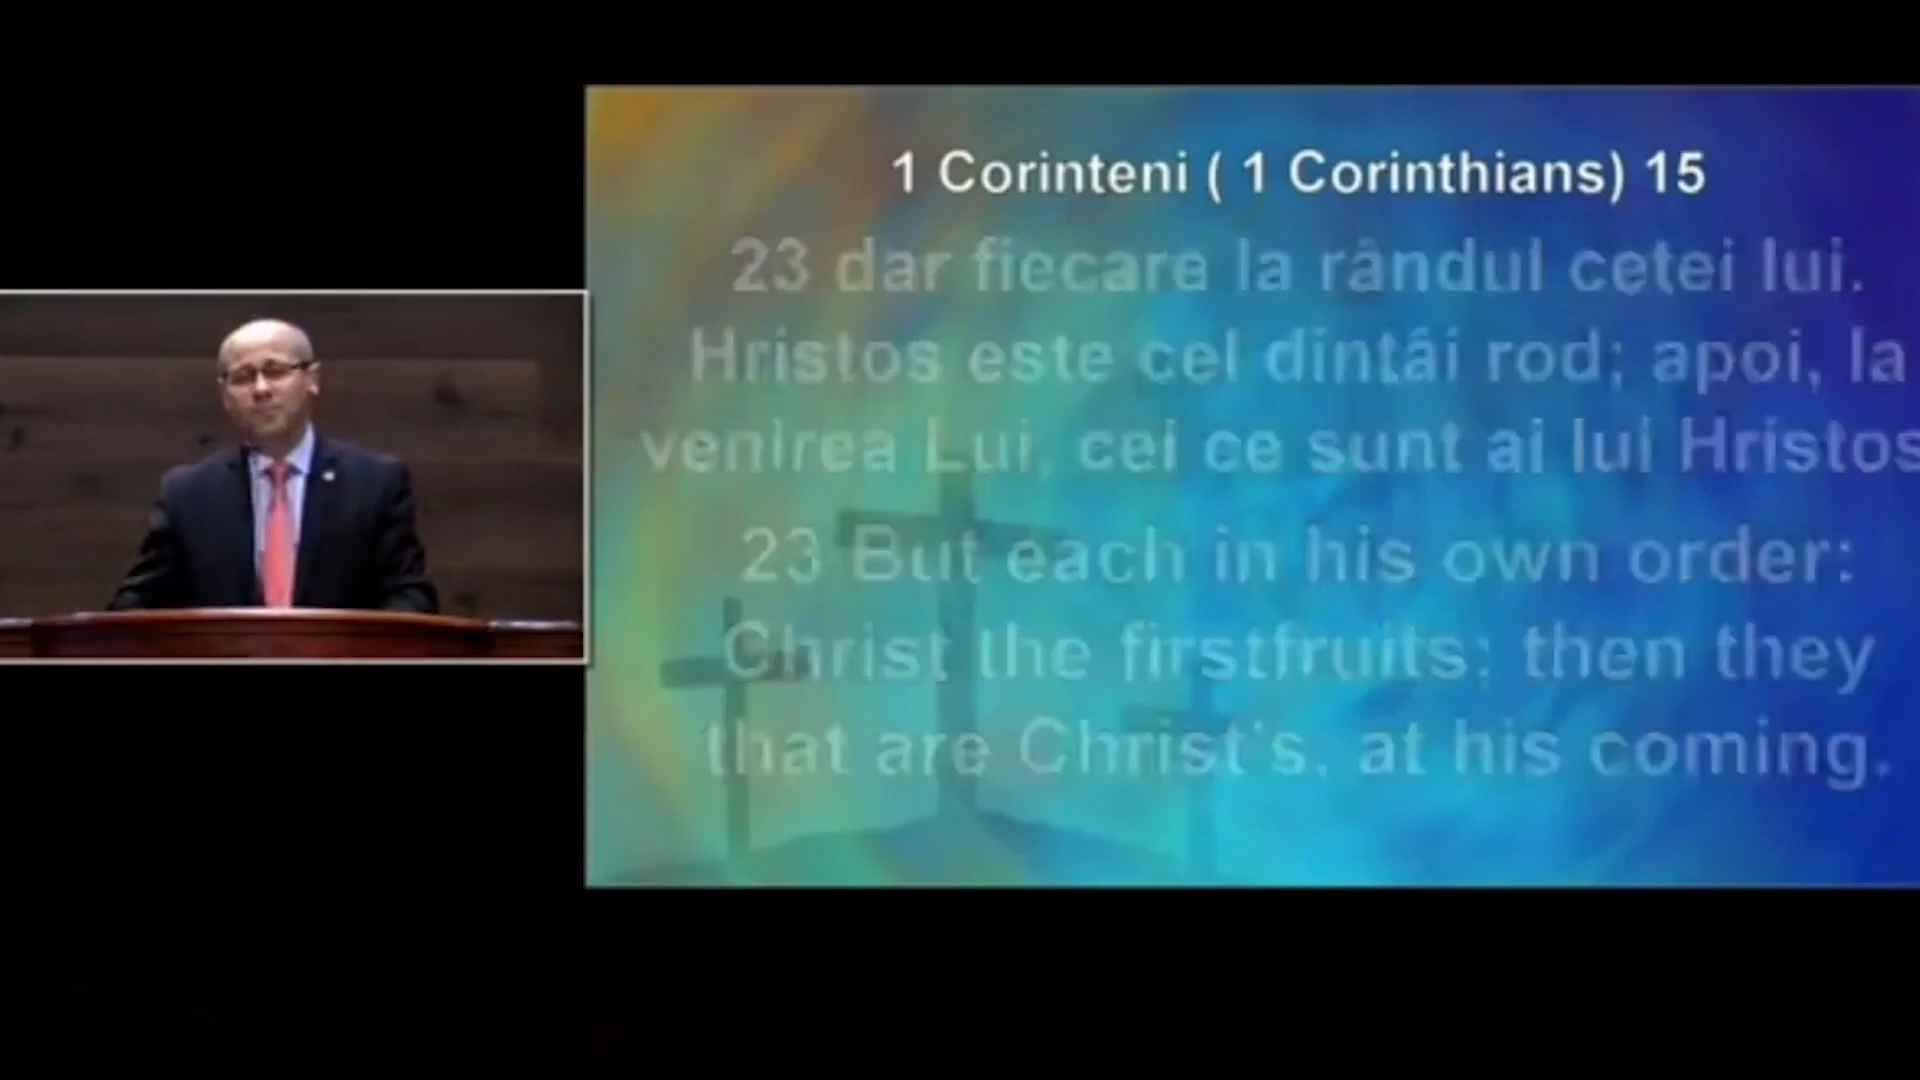 1 Corinteni ( 1 Corinthians) 15
23 dar fiecare la rândul cetei lui.
Hristos este cel dintâi rod; apoi, la
venirea Lui, cei ce sunt ai lui Hristos
23 But each in his own order:
Christ the firstfruits; then they
that are Christ's, at his coming.